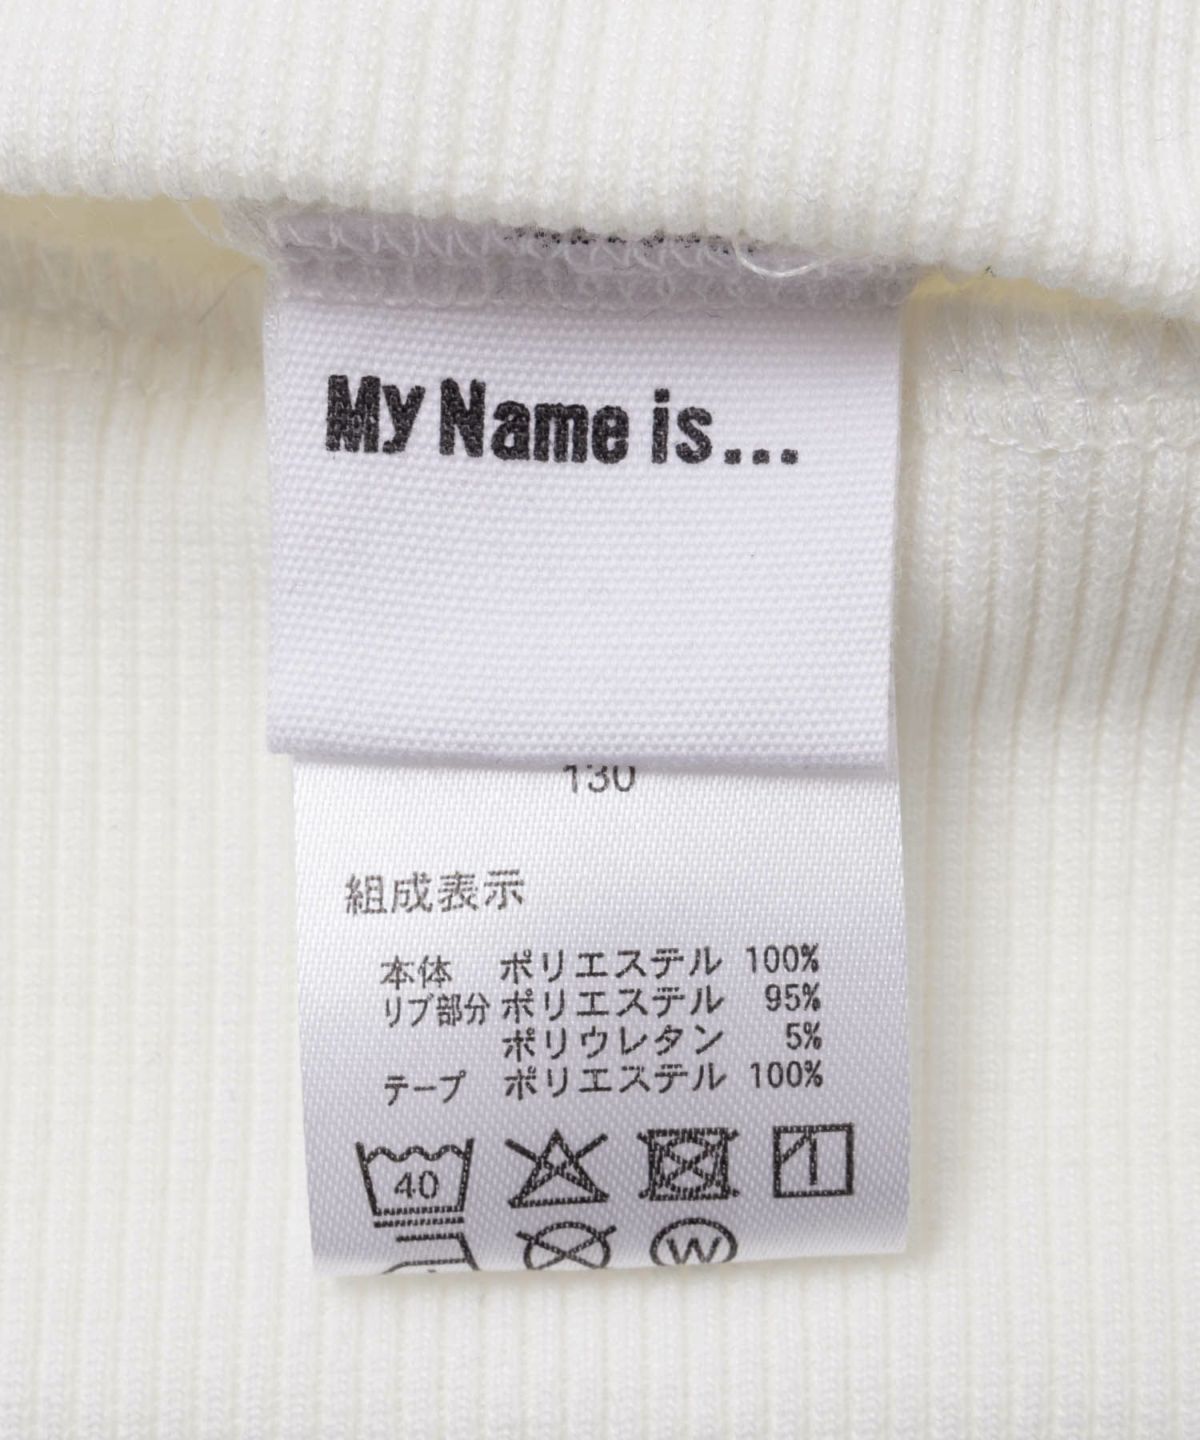 My Name is...
130
組成表示
本体 ポリエステル 100%
リブ部分 ポリエステル 95%
ポリウレタン 5%
テープ ポリエステル 100%
40
W